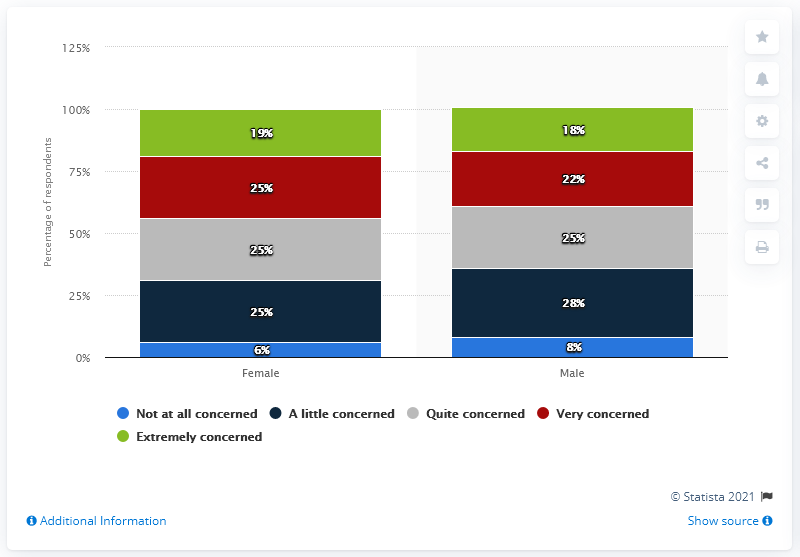 125%
100%
75%
50%
25%
0%
Percentage of respondents
19%
25%
25%
25%
6%
18%
22%
25%
28%
8%
Female Male
Not at all concerned A little concerned Quite concerned Very concerned
Extremely concerned
© Statista 2021
Additional Information Show source